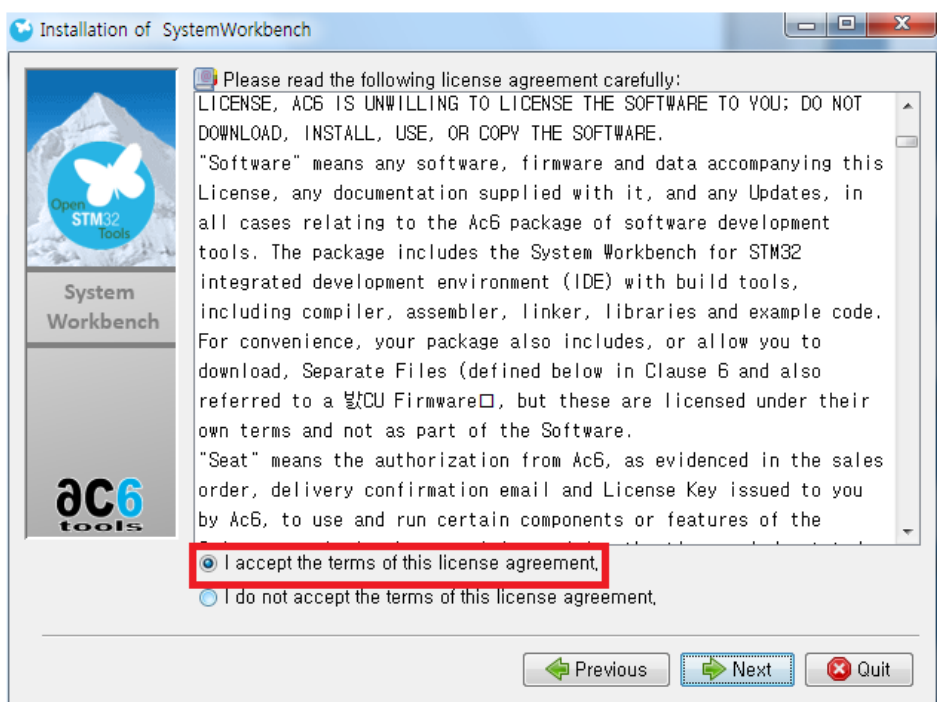 Installation of SystemWorkbench
Open
STM32
Tools
System
Workbench
ac6
tools
Please read the following license agreement carefully:
LICENSE, AC6 IS UNWILLING TO LICENSE THE SOFTWARE TO YOU; DO NOT
DOWNLOAD, INSTALL, USE, OR COPY THE SOFTWARE.
"Software" means any software, firmware and data accompanying this
License, any documentation supplied with it, and any Updates, in
all cases relating to the Ac6 package of software development
tools. The package includes the System Workbench for STM32
integrated development environment (IDE) with build tools,
including compiler, assembler, linker, libraries and example code.
For convenience, your package also includes, or allow you to
download, Separate Files (defined below in Clause 6 and also
referred to a 밃CU Firmware□, but these are licensed under their
own terms and not as part of the Software.
"Seat" means the authorization from Ac6, as evidenced in the sales
order, delivery confirmation email and License Key issued to you
by Ac6, to use and run certain components or features of the
I accept the terms of this license agreement.
I do not accept the terms of this license agreement.
Previous
Next
Quit